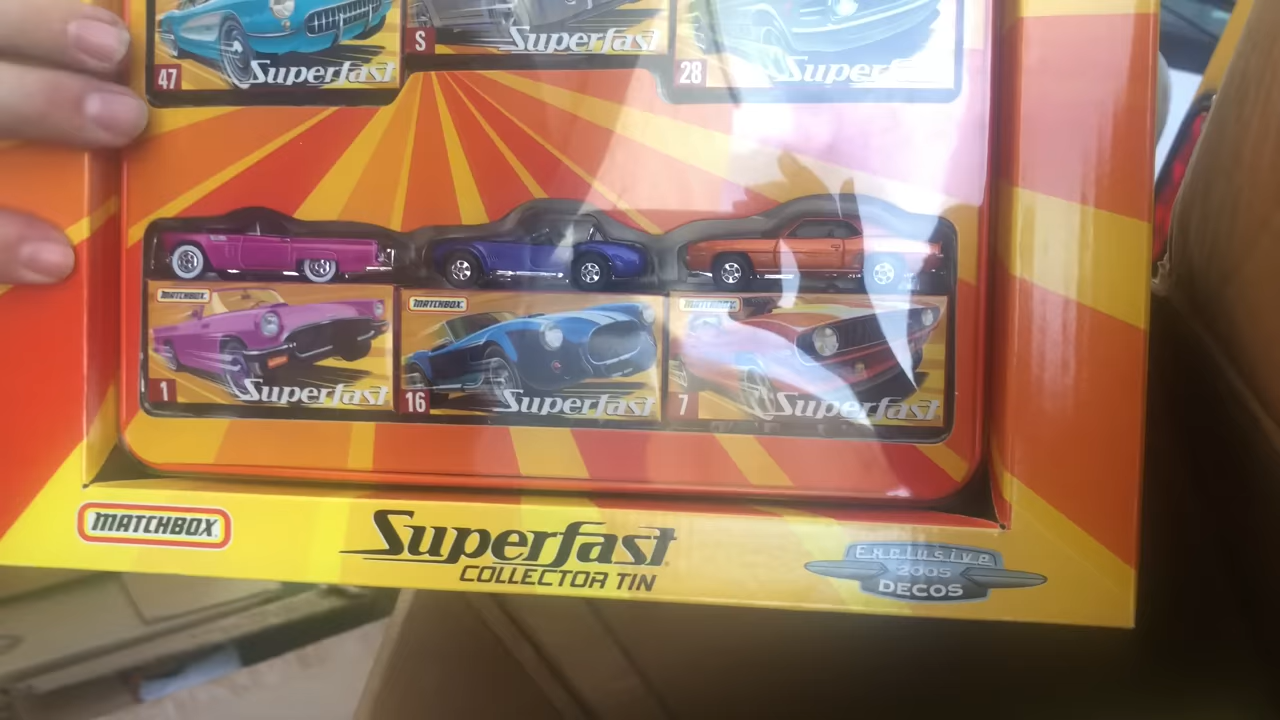 47
Superfast
S
Superfast
28
Superfast
MATCHBOX
1
Superfast
MATCHBOX
16
Superfast
MATCHBOX
7
Superfast
MATCHBOX
Superfast
COLLECTOR TIN
Exclusive
2005
DECOS